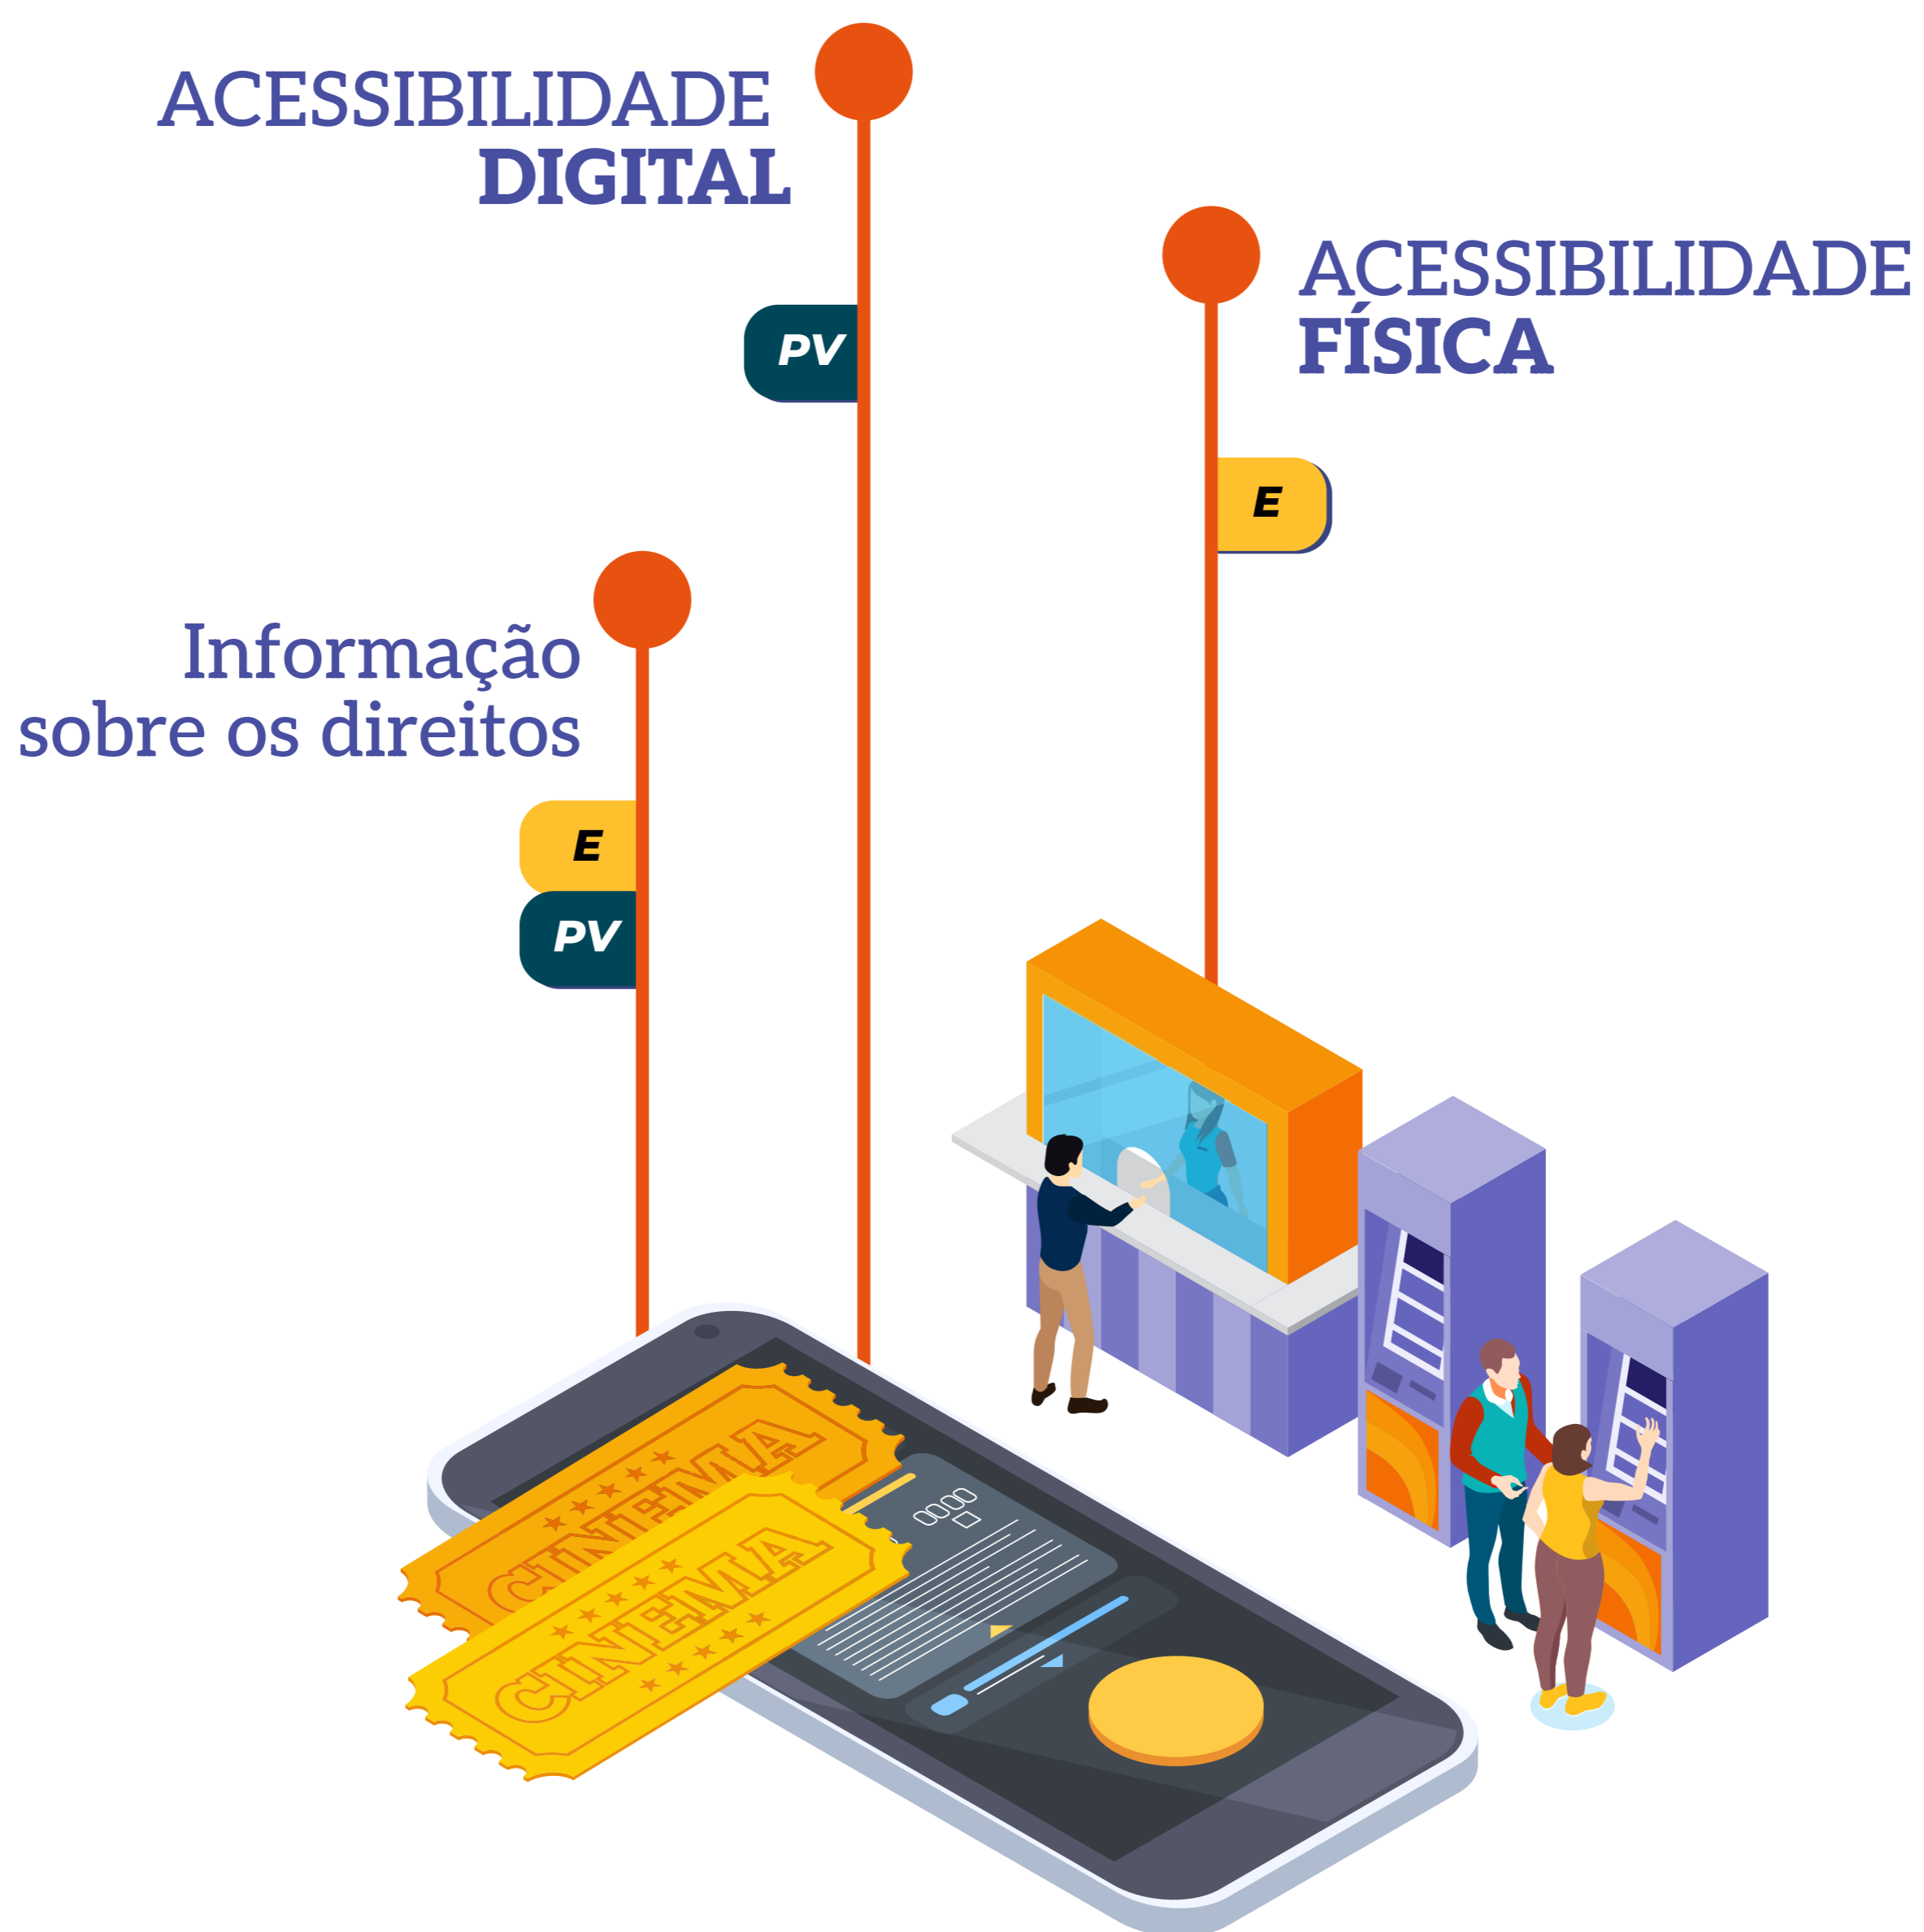 ACESSIBILIDADE
DIGITAL
PV
ACESSIBILIDADE
FÍSICA
E
Informação
sobre os direitos
E
PV
CINEMA
CINEMA